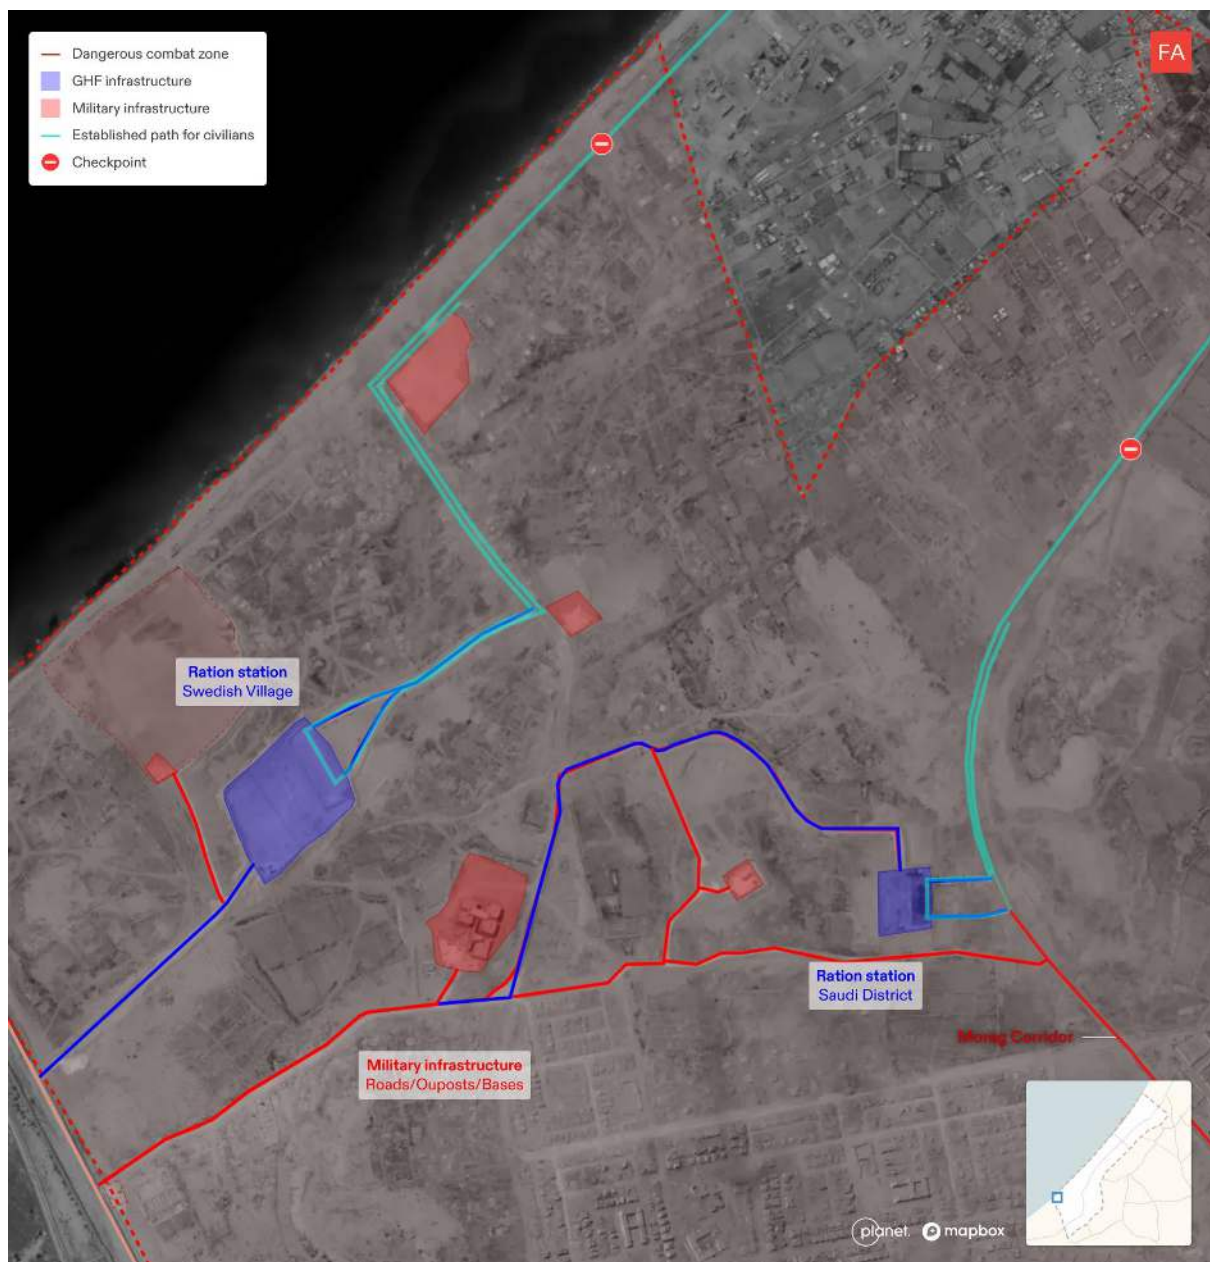 Dangerous combat zone
GHF infrastructure
Military infrastructure
Established path for civilians
Checkpoint
FA
Ration station
Swedish Village
Ration station
Saudi District
Morag Corridor
Military infrastructure
Roads/Ouposts/Bases
planet.
mapbox